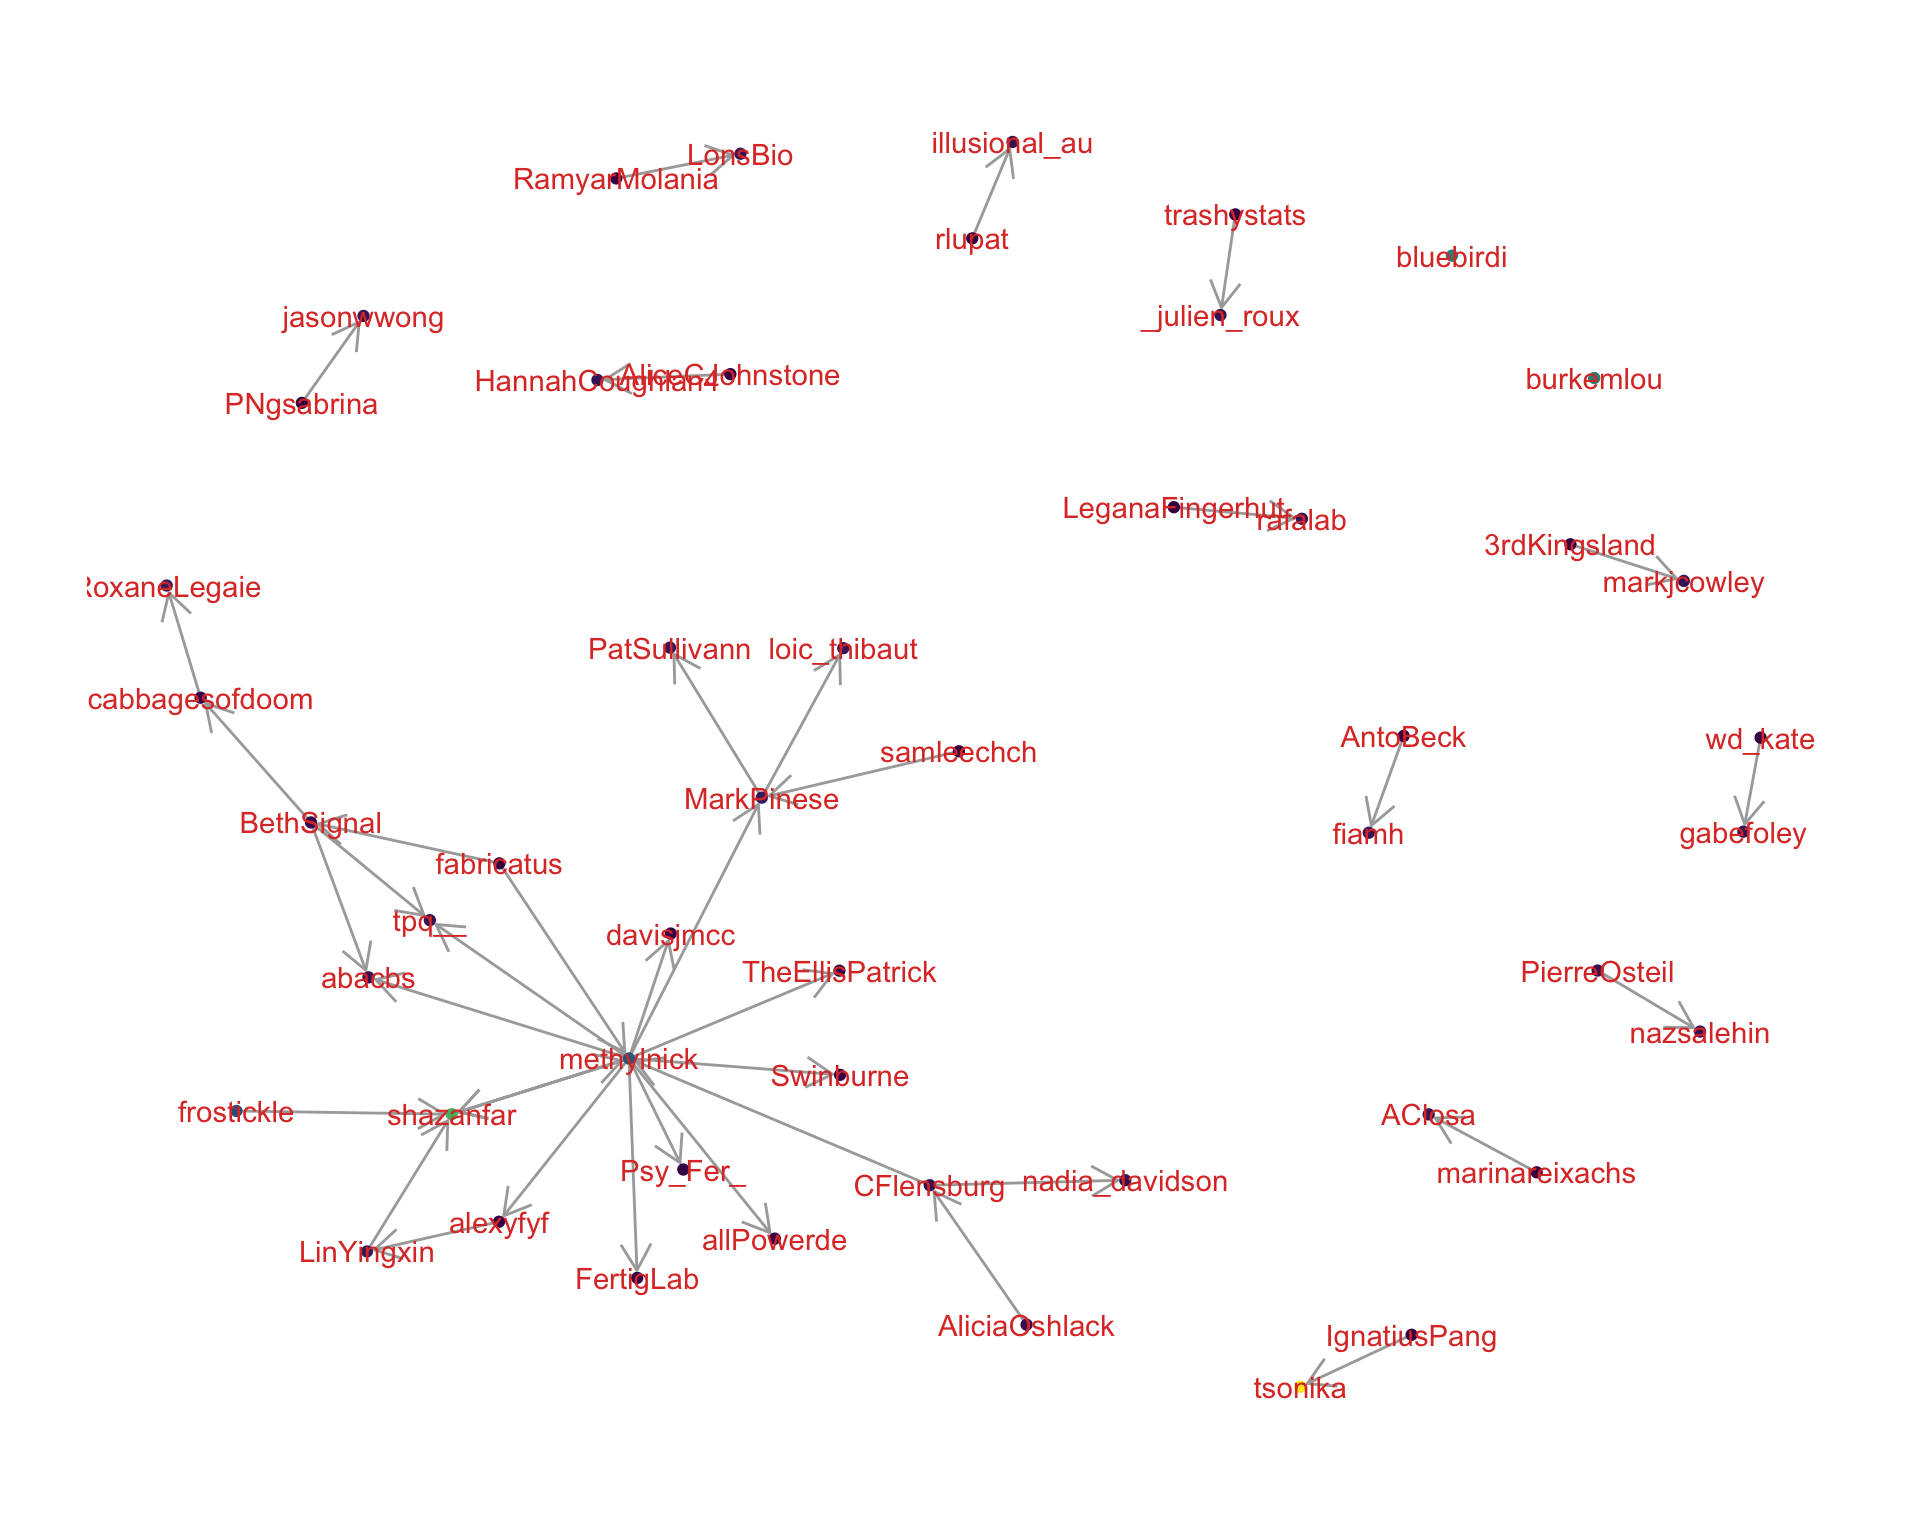 illusional_au
LonsBio
RamyarMolania
trashystats
rlupat
bluebirdi
jasonwwong
_julien_roux
HannahCoughlan4
AliceCJohnstone
burkemlou
PNgsabrina
LeganaFingerhut
rafalab
3rdKingsland
markjcowley
RoxaneLegaie
PatSullivann
loic_thibaut
cabbagesofdoom
samleechch
AntoBeck
wd_kate
MarkPinese
BethSignal
fiamh
gabefoley
fabricatus
tpq__
davisjmcc
abacbs
TheEllisPatrick
PierreOsteil
nazsalehin
methylnick
Swinburne
frostickle
shazanfar
AClosa
Psy_Fer_
marinareixachs
CFlensburg
nadia_davidson
alexyfyf
allPowerde
LinYingxin
FertigLab
AliciaOshlack
IgnatiusPang
tsonika